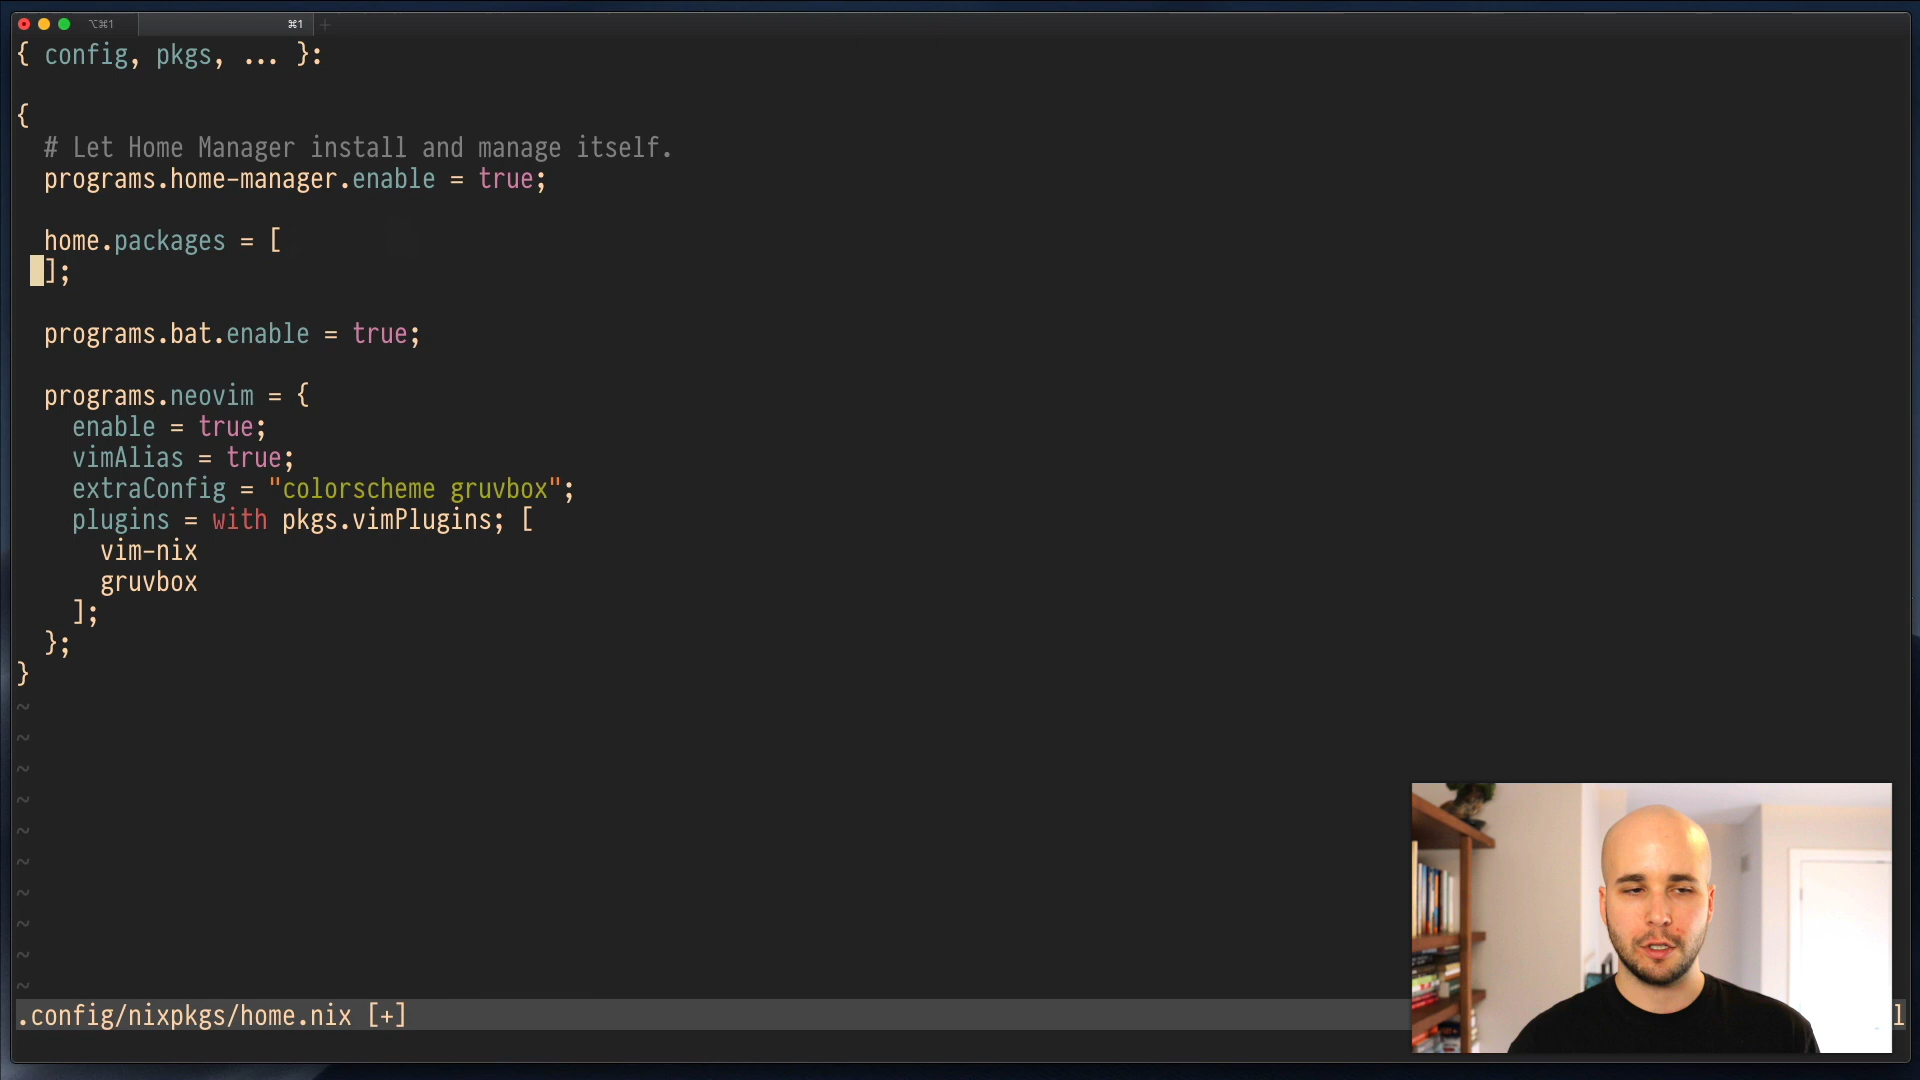 ⌥⌘1 ⌘1 +
{ config, pkgs, ... }:
{
# Let Home Manager install and manage itself.
programs.home-manager.enable = true;
home.packages = [
];
programs.bat.enable = true;
programs.neovim = {
enable = true;
vimAlias = true;
extraConfig = "colorscheme gruvbox";
plugins = with pkgs.vimPlugins; [
vim-nix
gruvbox
];
};
}
~
~
~
~
~
~
~
~
~
~
.config/nixpkgs/home.nix [+]